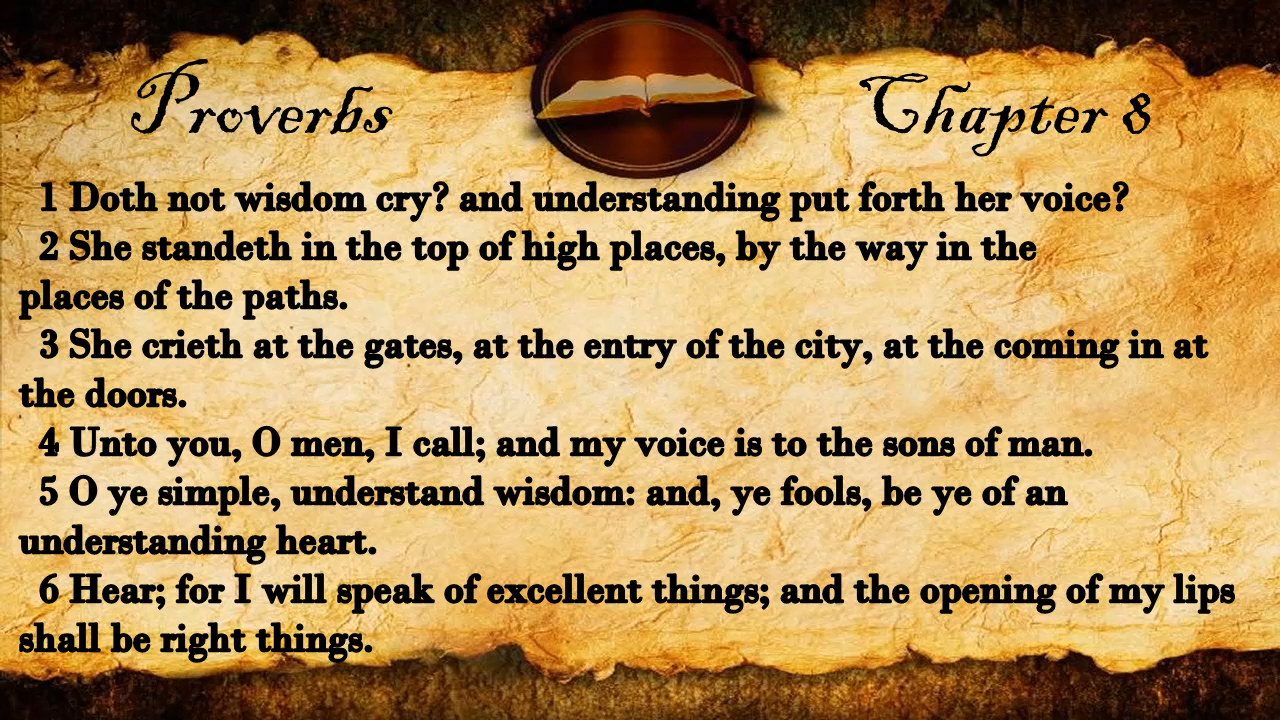 Proverbs Chapter 8
1 Doth not wisdom cry? and understanding put forth her voice?
2 She standeth in the top of high places, by the way in the
places of the paths.
3 She crieth at the gates, at the entry of the city, at the coming in at
the doors.
4 Unto you, O men, I call; and my voice is to the sons of man.
5 O ye simple, understand wisdom: and, ye fools, be ye of an
understanding heart.
6 Hear; for I will speak of excellent things; and the opening of my lips
shall be right things.